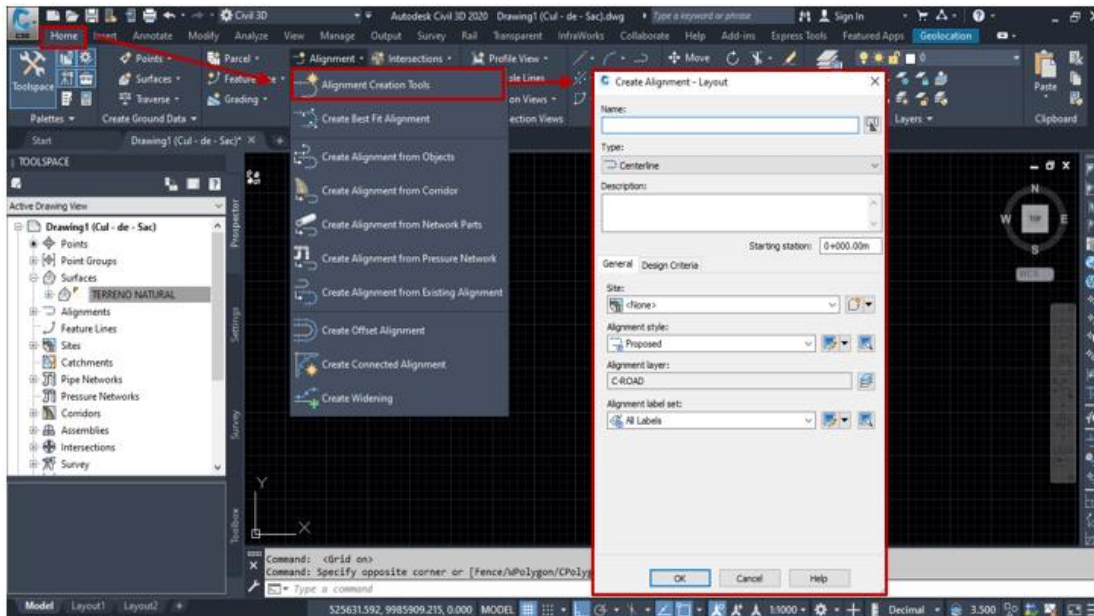 Civil 3D
Autodesk Civil 3D 2020 Drawing1 (Cul - de - Sac).dwg
Type a keyword or phrase
Sign In
C3D
Home Insert Annotate Modify Analyze View Manage Output Survey Rail Transparent InfraWorks Collaborate Help Add-ins Express Tools Featured Apps Geolocation
Toolspace
Points
Surfaces
Traverse
Parcel
Grading
Alignment
Intersections
Profile View
Move
Paste
Palettes
Create Ground Data
Layers
Clipboard
Start
Drawing1 (Cul - de - Sac)*
TOOLSPACE
Active Drawing View
Drawing1 (Cul - de - Sac)
Points
Point Groups
Surfaces
TERRENO NATURAL
Alignments
Feature Lines
Sites
Catchments
Pipe Networks
Pressure Networks
Corridors
Assemblies
Intersections
Survey
Prospector
Settings
Survey
Toolbox
Alignment Creation Tools
Create Best Fit Alignment
Create Alignment from Objects
Create Alignment from Corridor
Create Alignment from Network Parts
Create Alignment from Pressure Network
Create Alignment from Existing Alignment
Create Offset Alignment
Create Connected Alignment
Create Widening
Create Alignment - Layout
Name:
Type:
Centerline
Description:
Starting station: 0+000.00m
General Design Criteria
Site:
<None>
Alignment style:
Proposed
Alignment layer:
C-ROAD
Alignment label set:
All Labels
OK Cancel Help
N
W TOP E
S
WCS
Y
X
Command: <Grid on>
Command: Specify opposite corner or [Fence/WPolygon/CPolyg
Type a command
Model Layout1 Layout2 +
525631.592, 9985909.215, 0.000 MODEL
1:1000
Decimal
3.500